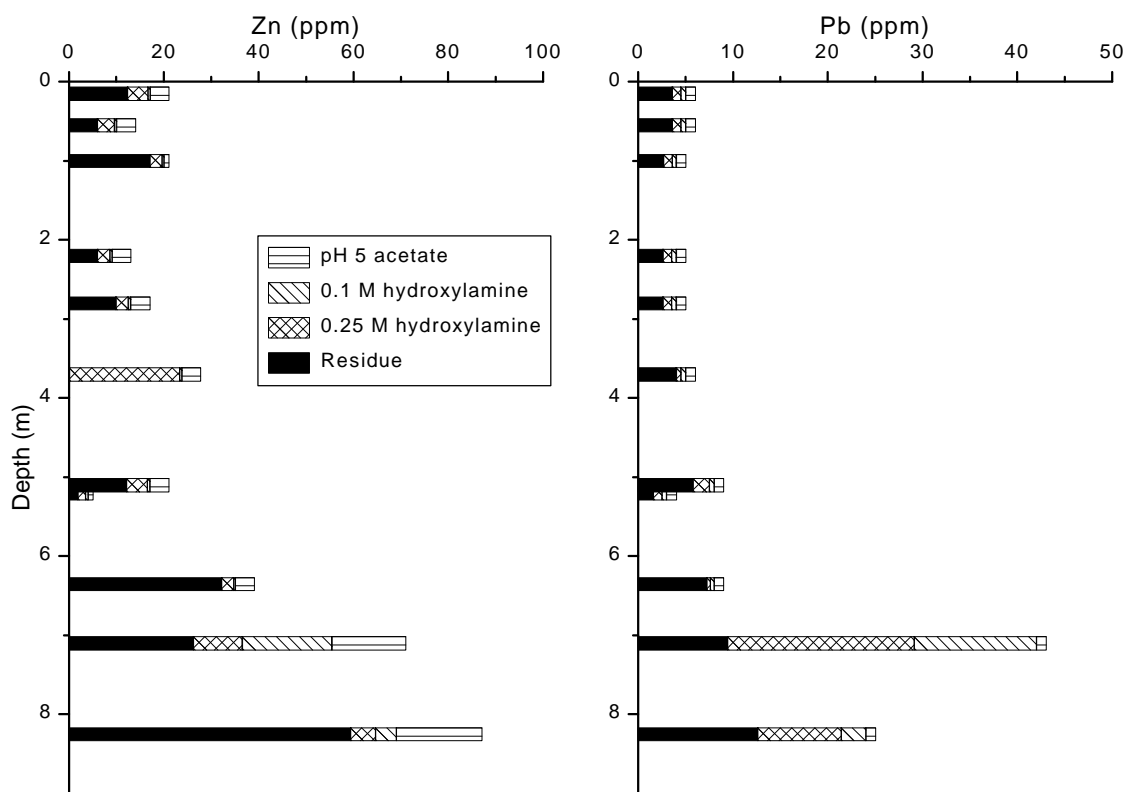 Zn (ppm)
0 20 40 60 80 100
Pb (ppm)
0 10 20 30 40 50
Depth (m)
0
2
4
6
8
pH 5 acetate
0.1 M hydroxylamine
0.25 M hydroxylamine
Residue
0
2
4
6
8